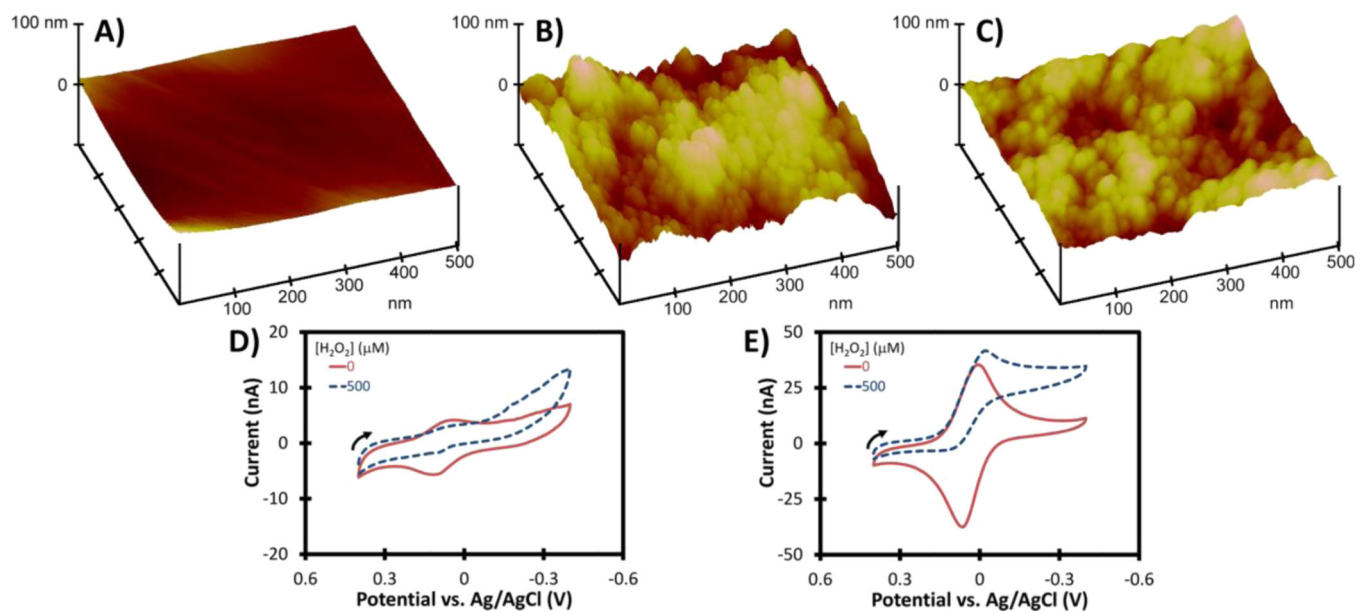 100 nm
A)
0
100
200
300
400
500
nm
100 nm
B)
0
100
200
300
400
500
nm
100 nm
C)
0
100
200
300
400
500
nm
D)
20
10
0
-10
-20
Current (nA)
[H₂O₂] (μM)
0
500
0.6
0.3
0
-0.3
-0.6
Potential vs. Ag/AgCl (V)
E)
50
25
0
-25
-50
Current (nA)
[H₂O₂] (μM)
0
500
0.6
0.3
0
-0.3
-0.6
Potential vs. Ag/AgCl (V)